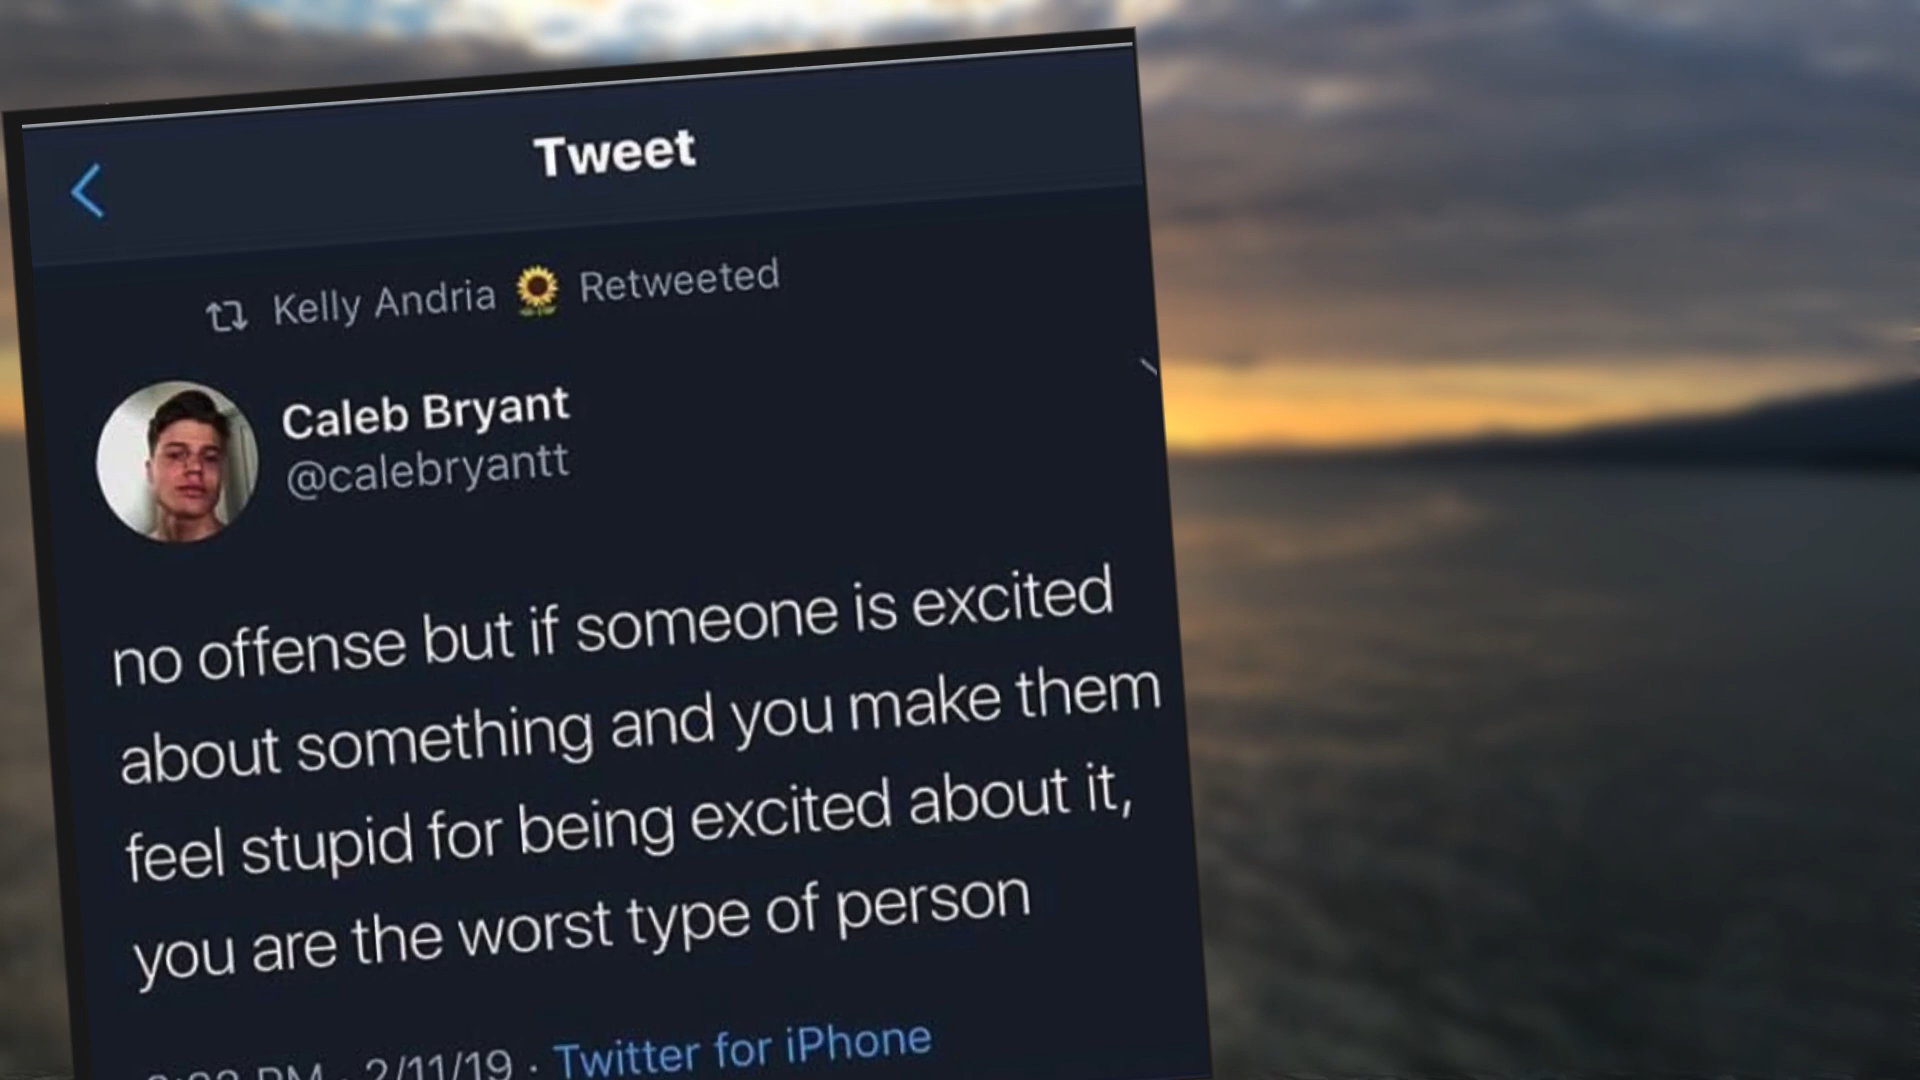 Tweet
Kelly Andria 🌻 Retweeted
Caleb Bryant
@calebryantt
no offense but if someone is excited
about something and you make them
feel stupid for being excited about it,
you are the worst type of person
PM · 2/11/19 · Twitter for iPhone